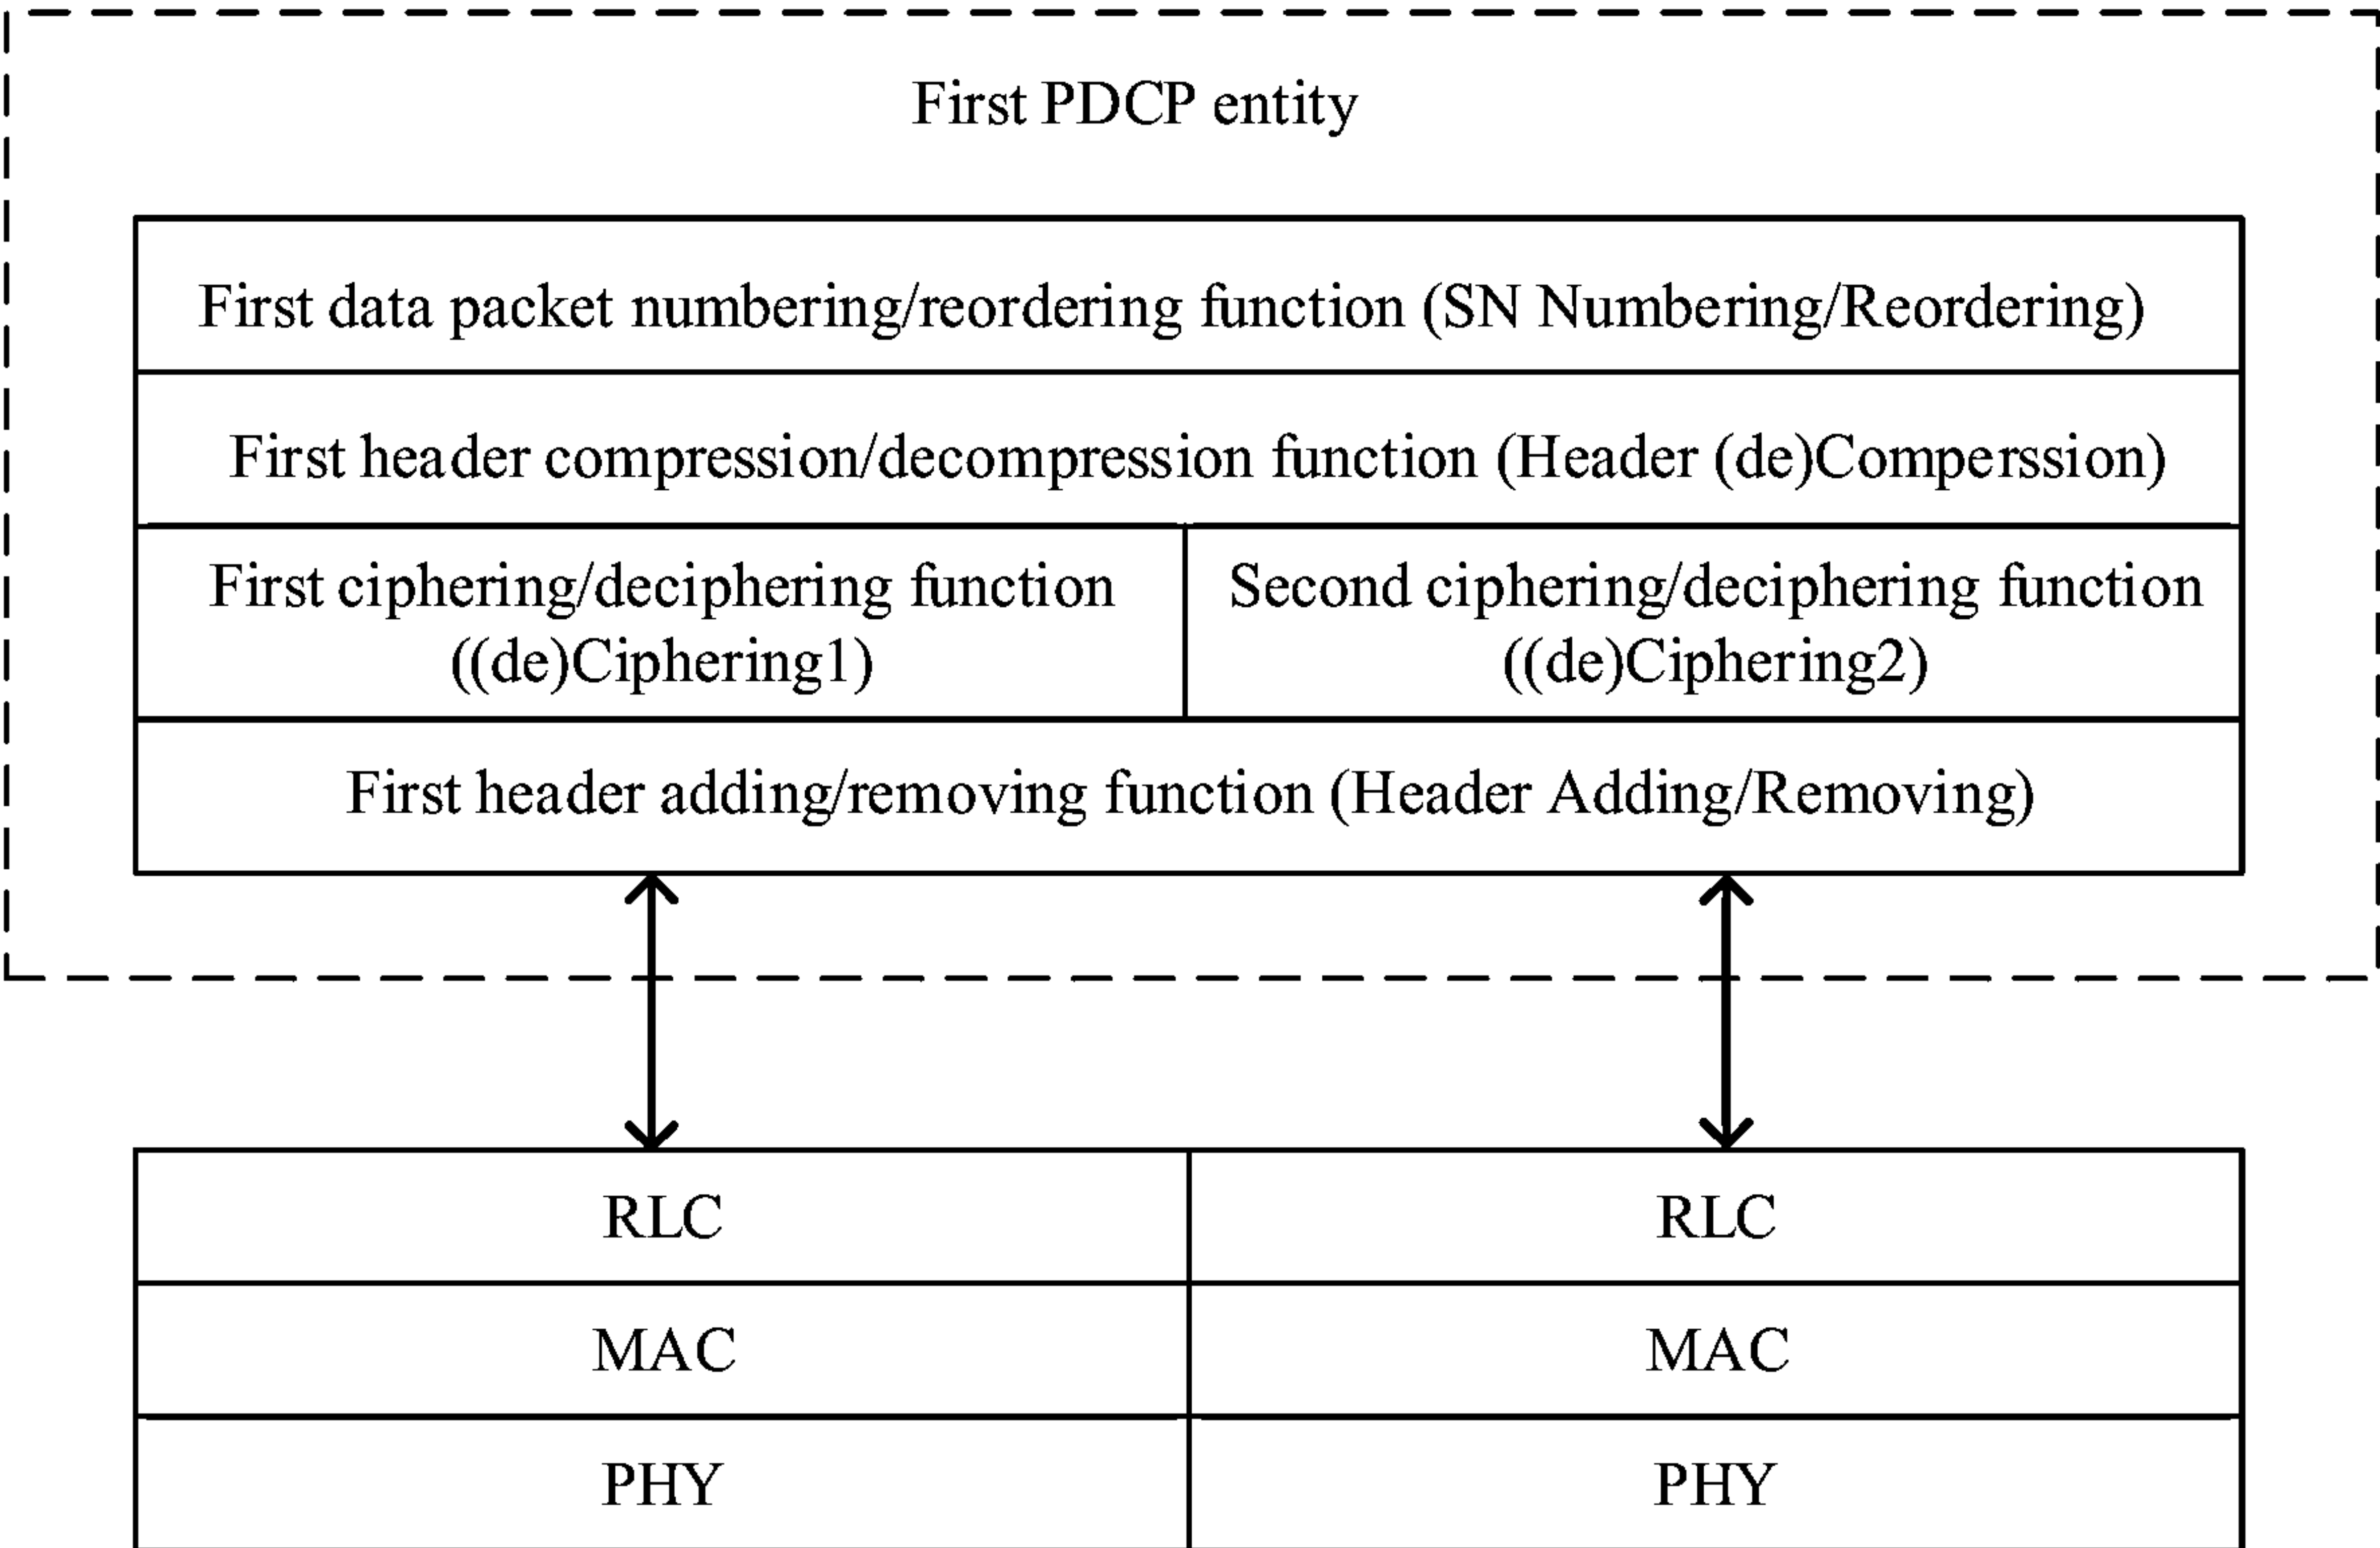 First PDCP entity
First data packet numbering/reordering function (SN Numbering/Reordering)
First header compression/decompression function (Header (de)Comperssion)
First ciphering/deciphering function
((de)Ciphering1)
Second ciphering/deciphering function
((de)Ciphering2)
First header adding/removing function (Header Adding/Removing)
RLC
RLC
MAC
MAC
PHY
PHY